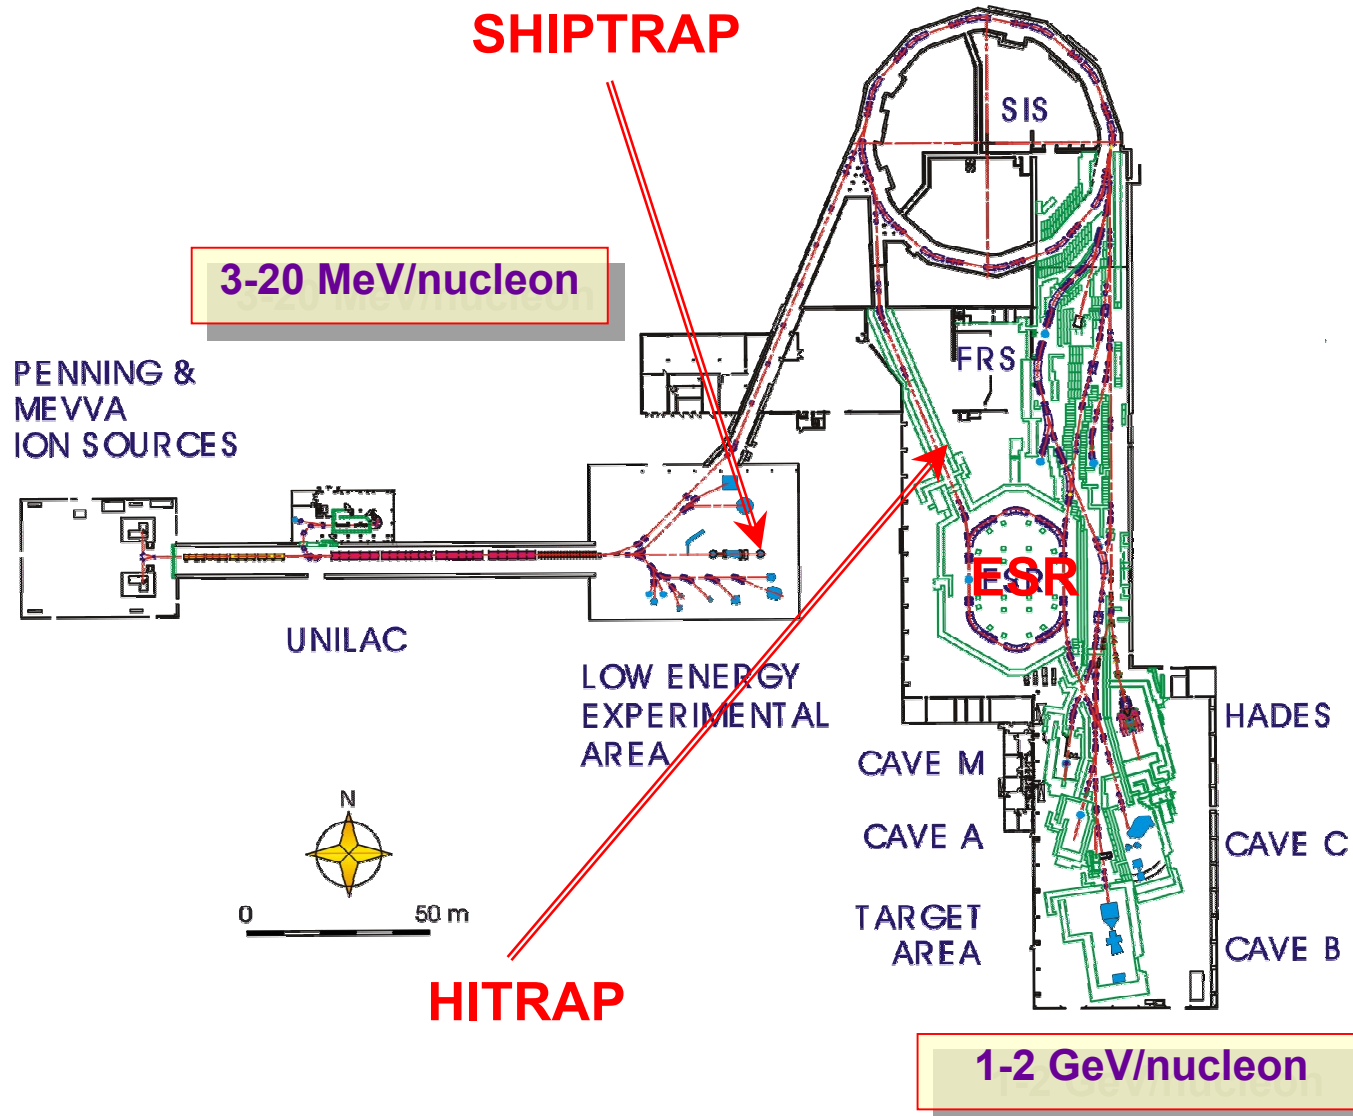 SHIPTRAP
SIS
3-20 MeV/nucleon
FRS
PENNING &
MEVVA
ION SOURCES
ESR
UNILAC
LOW ENERGY
EXPERIMENTAL
AREA
HADES
CAVE M
CAVE A
CAVE C
N
0 50 m
TARGET
AREA
CAVE B
HITRAP
1-2 GeV/nucleon